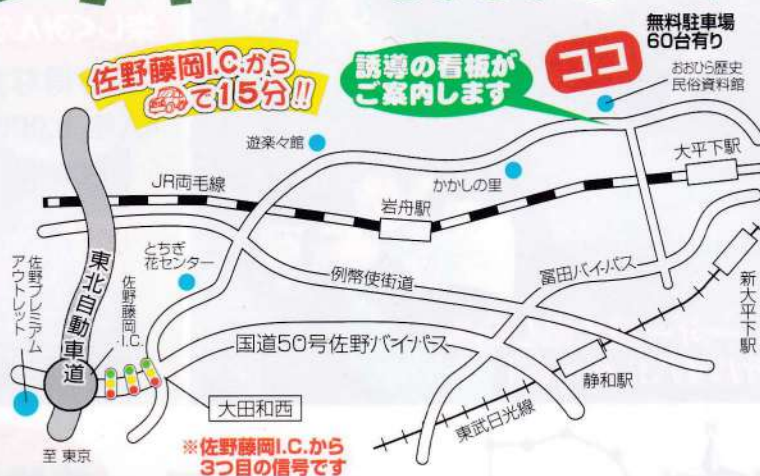 無料駐車場
60台有り
佐野藤岡I.C.から
で15分!!
誘導の看板が
ご案内します
ココ
おおひら歴史
民俗資料館
遊楽々館
大平下駅
JR両毛線
かかしの里
岩舟駅
とちぎ
花センター
東北自動車道
佐野プレミアム
アウトレット
佐野藤岡
I.C.
例幣使街道
富田バイパス
新大平下駅
国道50号佐野バイパス
静和駅
大田和西
東武日光線
至 東京
※佐野藤岡I.C.から
3つ目の信号です